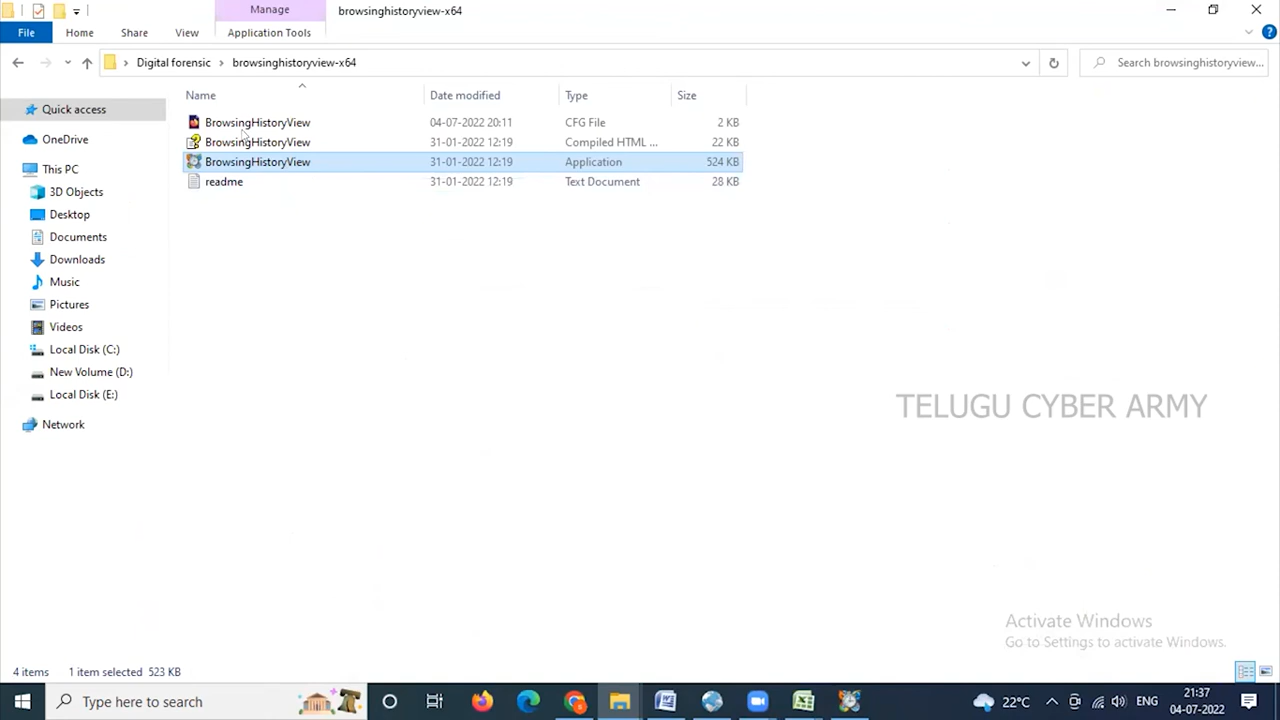 Manage
browsinghistoryview-x64
File
Home
Share
View
Application Tools
Digital forensic
browsinghistoryview-x64
Search browsinghistoryview...
Name
Date modified
Type
Size
BrowsingHistoryView
04-07-2022 20:11
CFG File
2 KB
BrowsingHistoryView
31-01-2022 12:19
Compiled HTML ...
22 KB
BrowsingHistoryView
31-01-2022 12:19
Application
524 KB
readme
31-01-2022 12:19
Text Document
28 KB
Quick access
OneDrive
This PC
3D Objects
Desktop
Documents
Downloads
Music
Pictures
Videos
Local Disk (C:)
New Volume (D:)
Local Disk (E:)
Network
TELUGU CYBER ARMY
Activate Windows
Go to Settings to activate Windows.
4 items
1 item selected 523 KB
Type here to search
22°C
ENG
21:37
04-07-2022